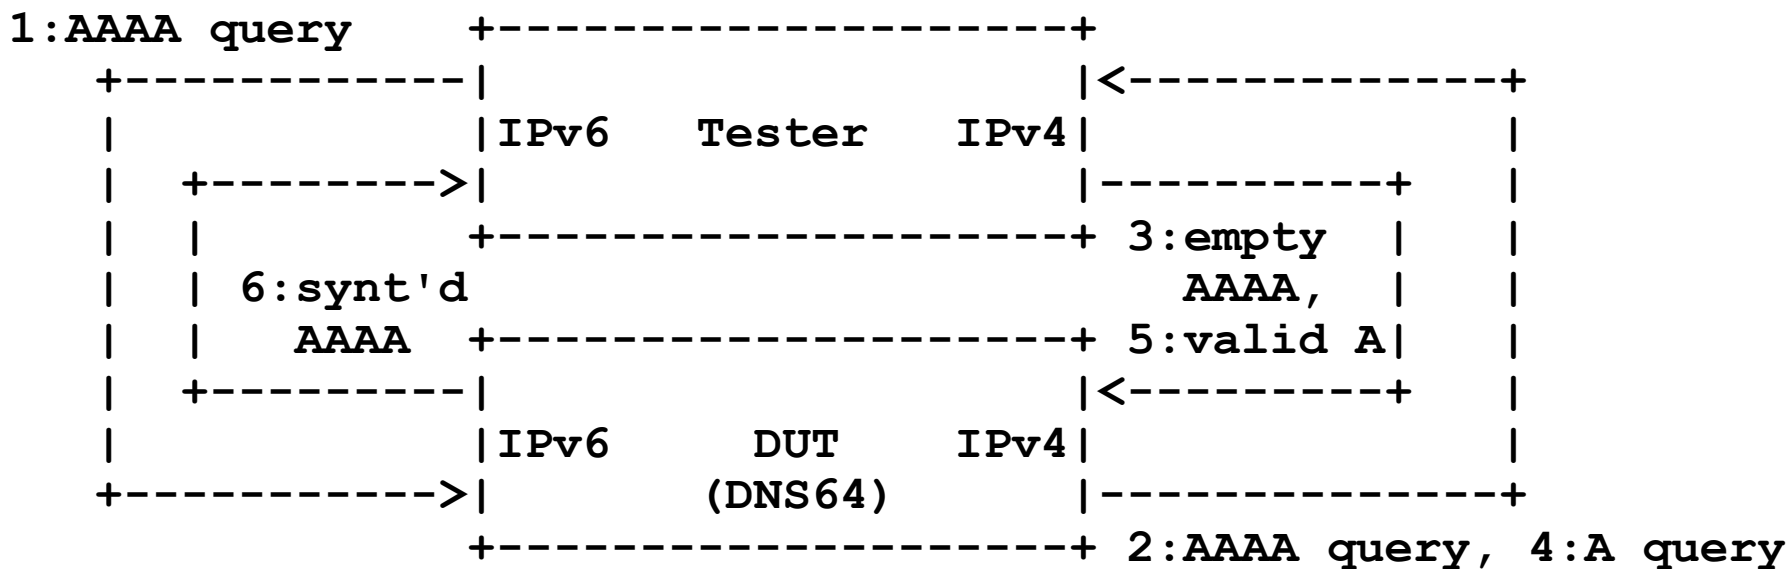 1:AAAA query       +--------------------+
     +-------------|                    |<-------------+
     |             |IPv6   Tester   IPv4|              |
     |  +--------->|                    |----------+   |
     |  |          +--------------------+ 3:empty  |   |
     |  | 6:synt'd                          AAAA,  |   |
     |  |   AAAA   +--------------------+ 5:valid A|   |
     |  +----------|                    |<---------+   |
     |             |IPv6     DUT    IPv4|              |
     +------------>|       (DNS64)      |--------------+
                   +--------------------+ 2:AAAA query, 4:A query